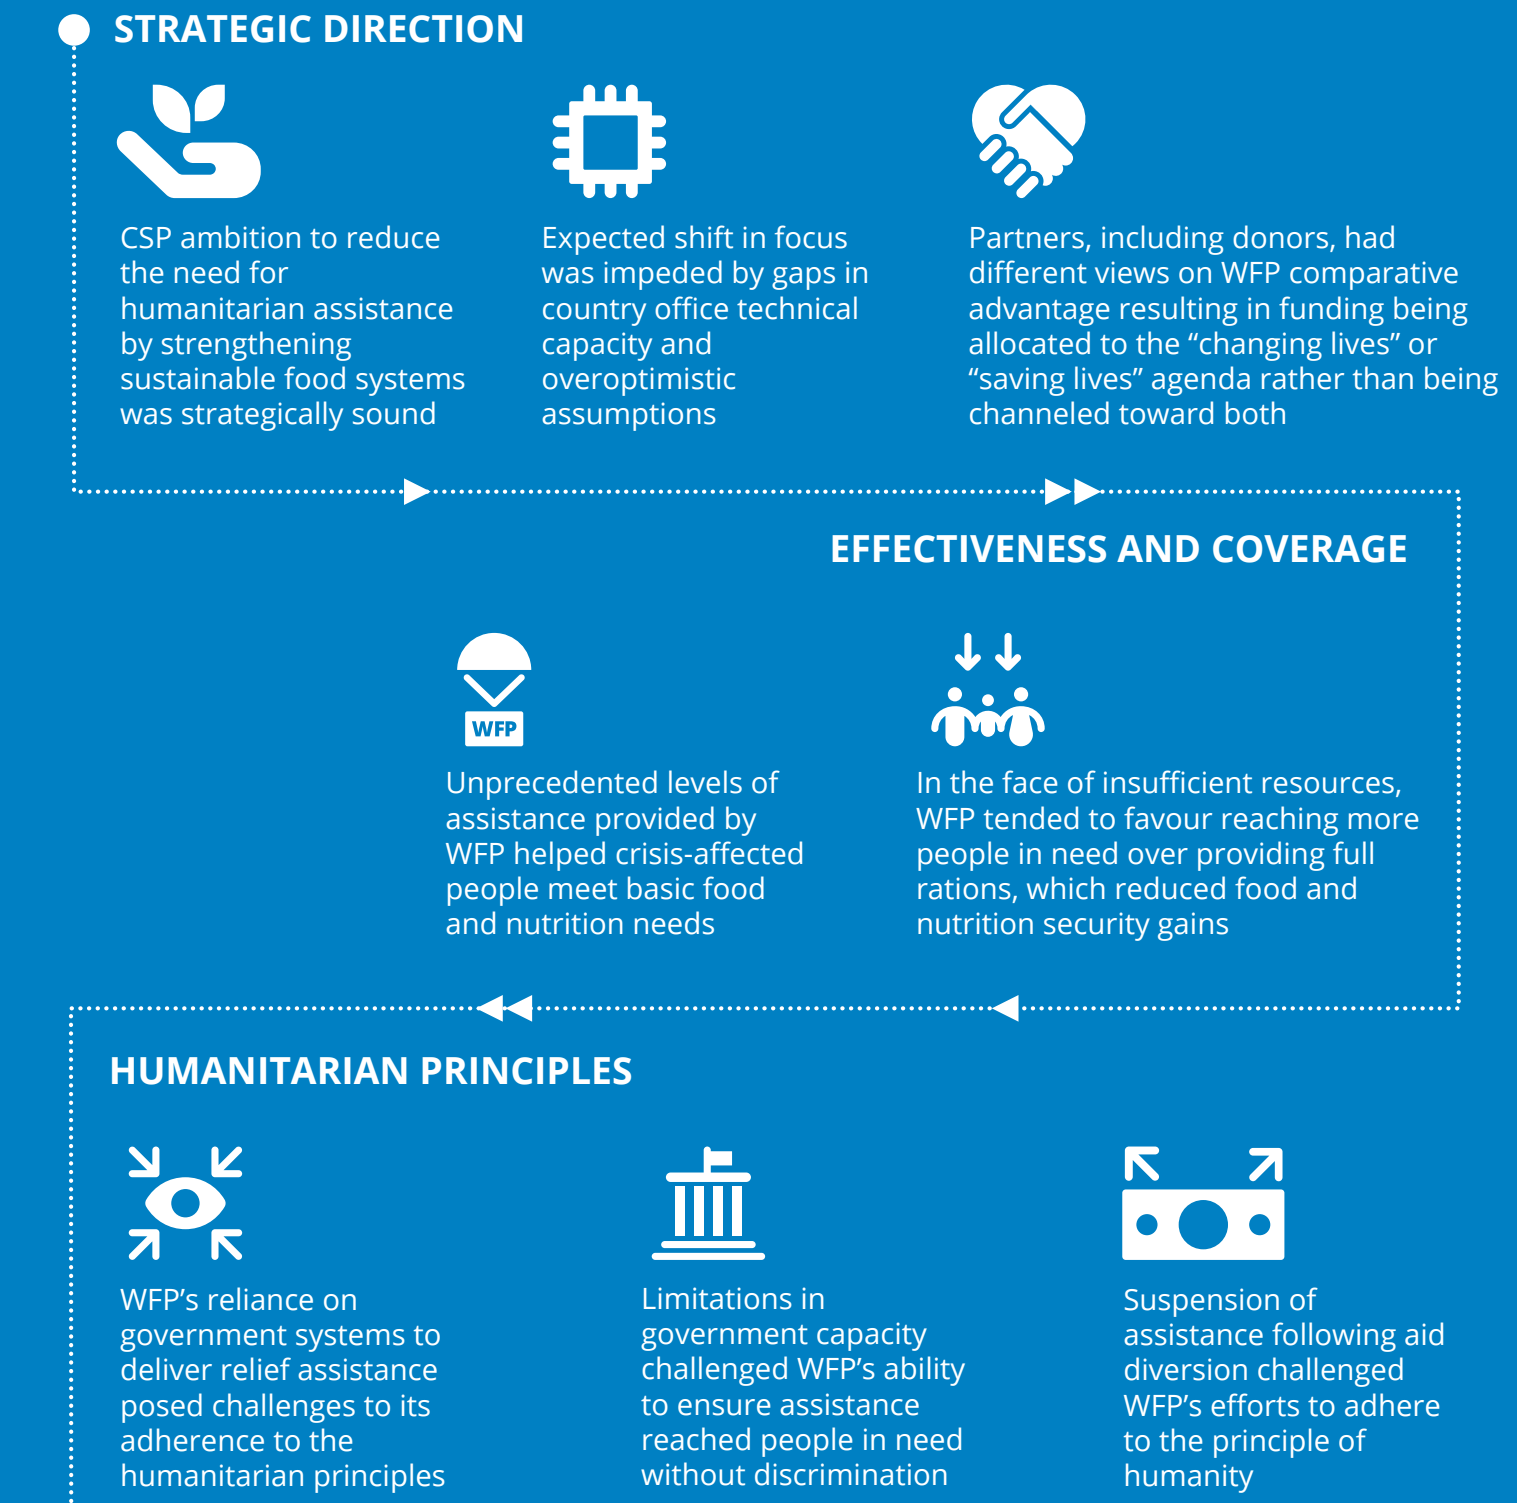 STRATEGIC DIRECTION
CSP ambition to reduce
the need for
humanitarian assistance
by strengthening
sustainable food systems
was strategically sound
Expected shift in focus
was impeded by gaps in
country office technical
capacity and
overoptimistic
assumptions
Partners, including donors, had
different views on WFP comparative
advantage resulting in funding being
allocated to the “changing lives” or
“saving lives” agenda rather than being
channeled toward both
EFFECTIVENESS AND COVERAGE
WFP
Unprecedented levels of
assistance provided by
WFP helped crisis-affected
people meet basic food
and nutrition needs
In the face of insufficient resources,
WFP tended to favour reaching more
people in need over providing full
rations, which reduced food and
nutrition security gains
HUMANITARIAN PRINCIPLES
WFP’s reliance on
government systems to
deliver relief assistance
posed challenges to its
adherence to the
humanitarian principles
Limitations in
government capacity
challenged WFP’s ability
to ensure assistance
reached people in need
without discrimination
Suspension of
assistance following aid
diversion challenged
WFP’s efforts to adhere
to the principle of
humanity